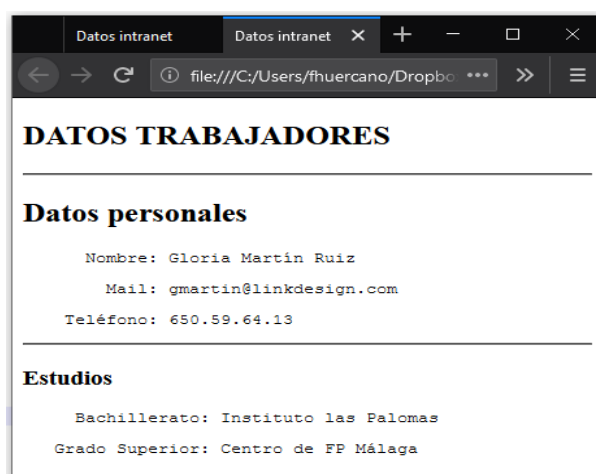 Datos intranet Datos intranet
file:///C:/Users/fhuercano/Dropbo
DATOS TRABAJADORES
Datos personales
Nombre: Gloria Martín Ruiz
Mail: gmartin@linkdesign.com
Teléfono: 650.59.64.13
Estudios
Bachillerato: Instituto las Palomas
Grado Superior: Centro de FP Málaga